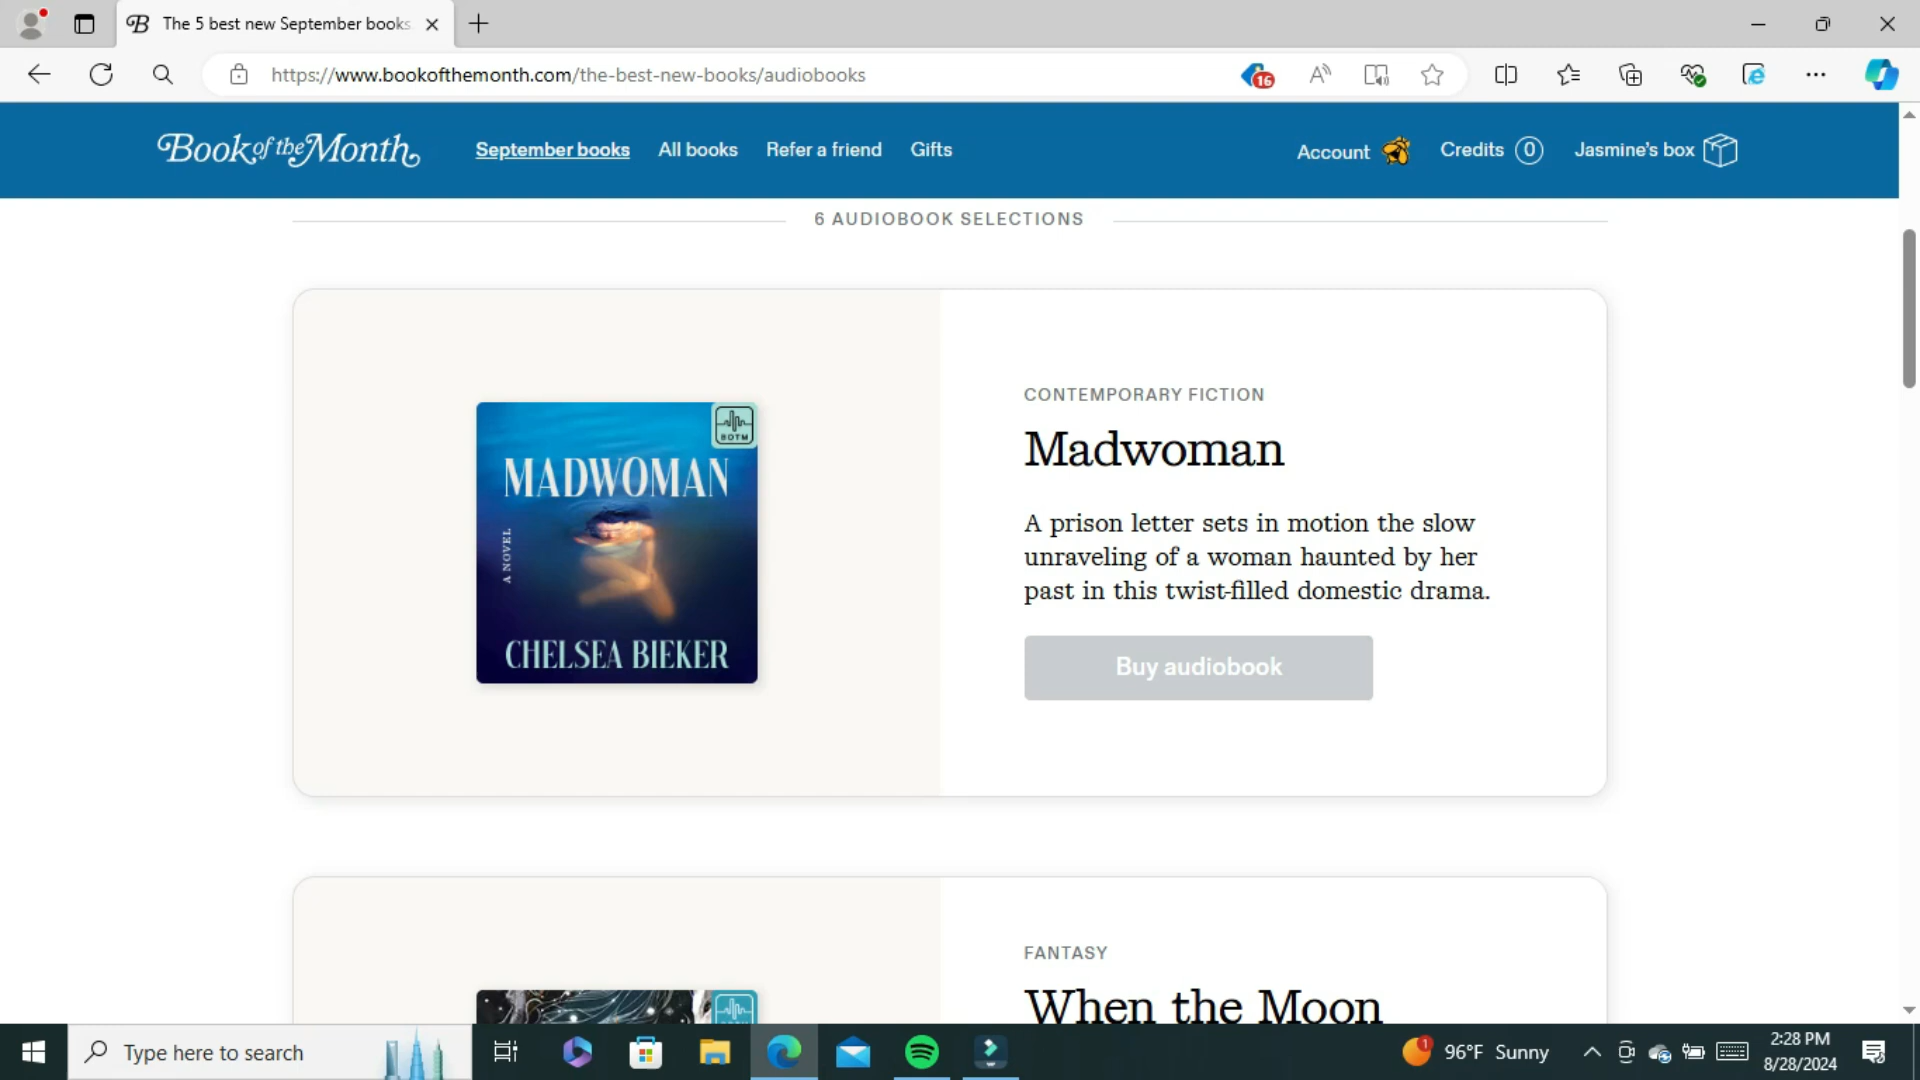 The 5 best new September books
https://www.bookofthemonth.com/the-best-new-books/audiobooks
16
Book of the Month
September books
All books
Refer a friend
Gifts
Account
Credits 0
Jasmine's box
6 AUDIOBOOK SELECTIONS
BOTM
MADWOMAN
A NOVEL
CHELSEA BIEKER
CONTEMPORARY FICTION
Madwoman
A prison letter sets in motion the slow
unraveling of a woman haunted by her
past in this twist-filled domestic drama.
Buy audiobook
FANTASY
When the Moon
Type here to search
1
96°F Sunny
2:28 PM
8/28/2024